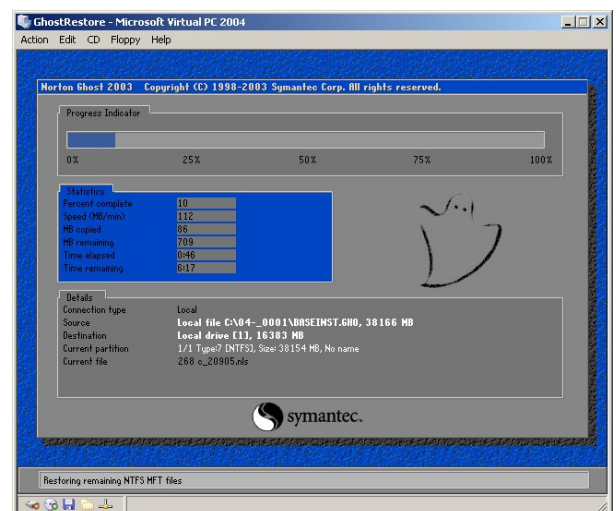 GhostRestore - Microsoft Virtual PC 2004
Action Edit CD Floppy Help
Norton Ghost 2003 Copyright (C) 1998-2003 Symantec Corp. All rights reserved.
Progress Indicator
0% 25% 50% 75% 100%
Statistics
Percent complete 10
Speed (MB/min) 112
MB copied 86
MB remaining 709
Time elapsed 0:46
Time remaining 6:17
Details
Connection type Local
Source Local file C:\04-_0001\BASEINST.GHO, 38166 MB
Destination Local drive [1], 16383 MB
Current partition 1/1 Type:7 [NTFS], Size: 38154 MB, No name
Current file 268 c_20905.nls
symantec.
Restoring remaining NTFS MFT files